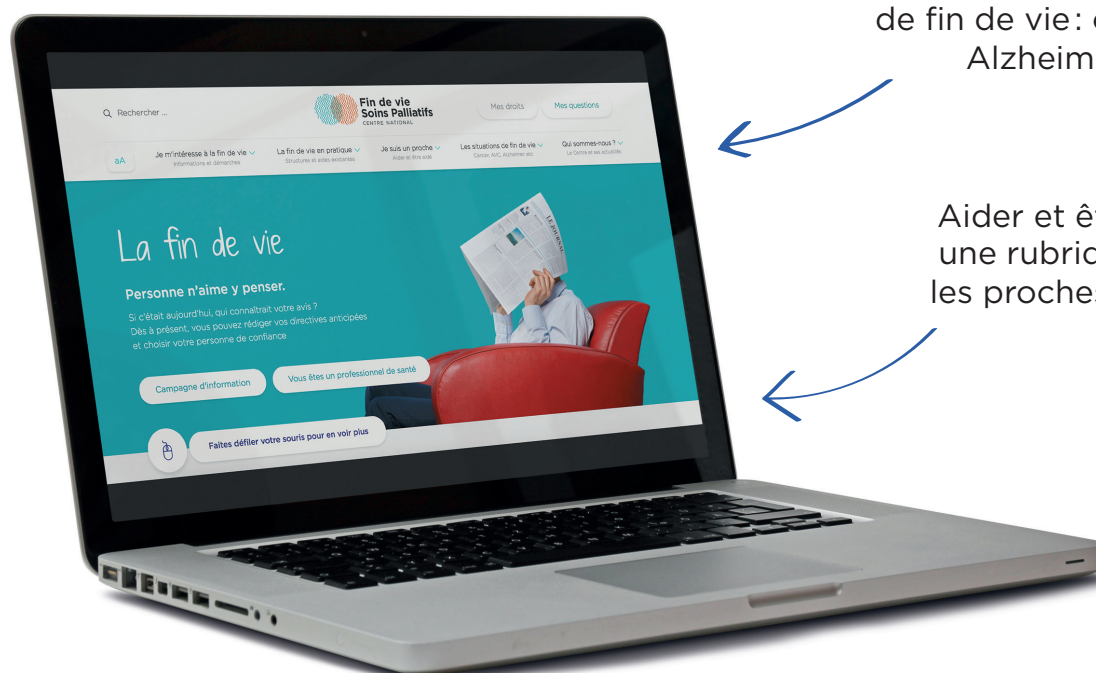 de fin de vie :
Alzheim
Rechercher ...
Fin de vie
Soins Palliatifs
CENTRE NATIONAL
Mes droits
Mes questions
aA
Je m'intéresse à la fin de vie
Informations et démarches
La fin de vie en pratique
Structures et aides existantes
Je suis un proche
Aider et être aidé
Les situations de fin de vie
Cancer, AVC, Alzheimer, etc
Qui sommes-nous ?
Le Centre et ses actualités
La fin de vie
Personne n'aime y penser.
Si c'était aujourd'hui, qui connaîtrait votre avis ?
Dès à présent, vous pouvez rédiger vos directives anticipées
et choisir votre personne de confiance
Campagne d'information
Vous êtes un professionnel de santé
Faites défiler votre souris pour en voir plus
LE JOURNAL
Aider et êt
une rubric
les proches